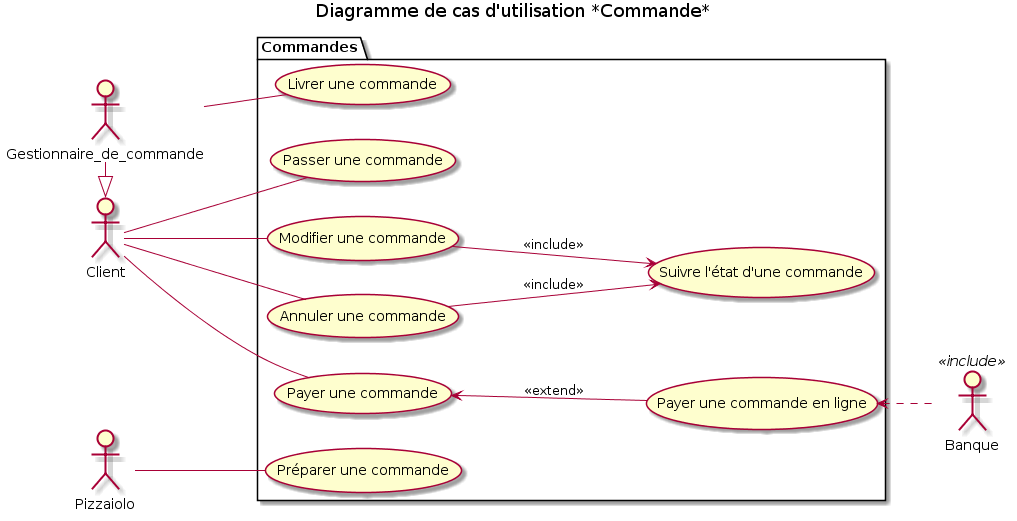 Diagramme de cas d'utilisation *Commande*
Commandes
Livrer une commande
Gestionnaire_de_commande
Passer une commande
Client
Modifier une commande
«include»
Suivre l'état d'une commande
«include»
Annuler une commande
Payer une commande
«extend»
Payer une commande en ligne
«include»
Banque
Préparer une commande
Pizzaiolo